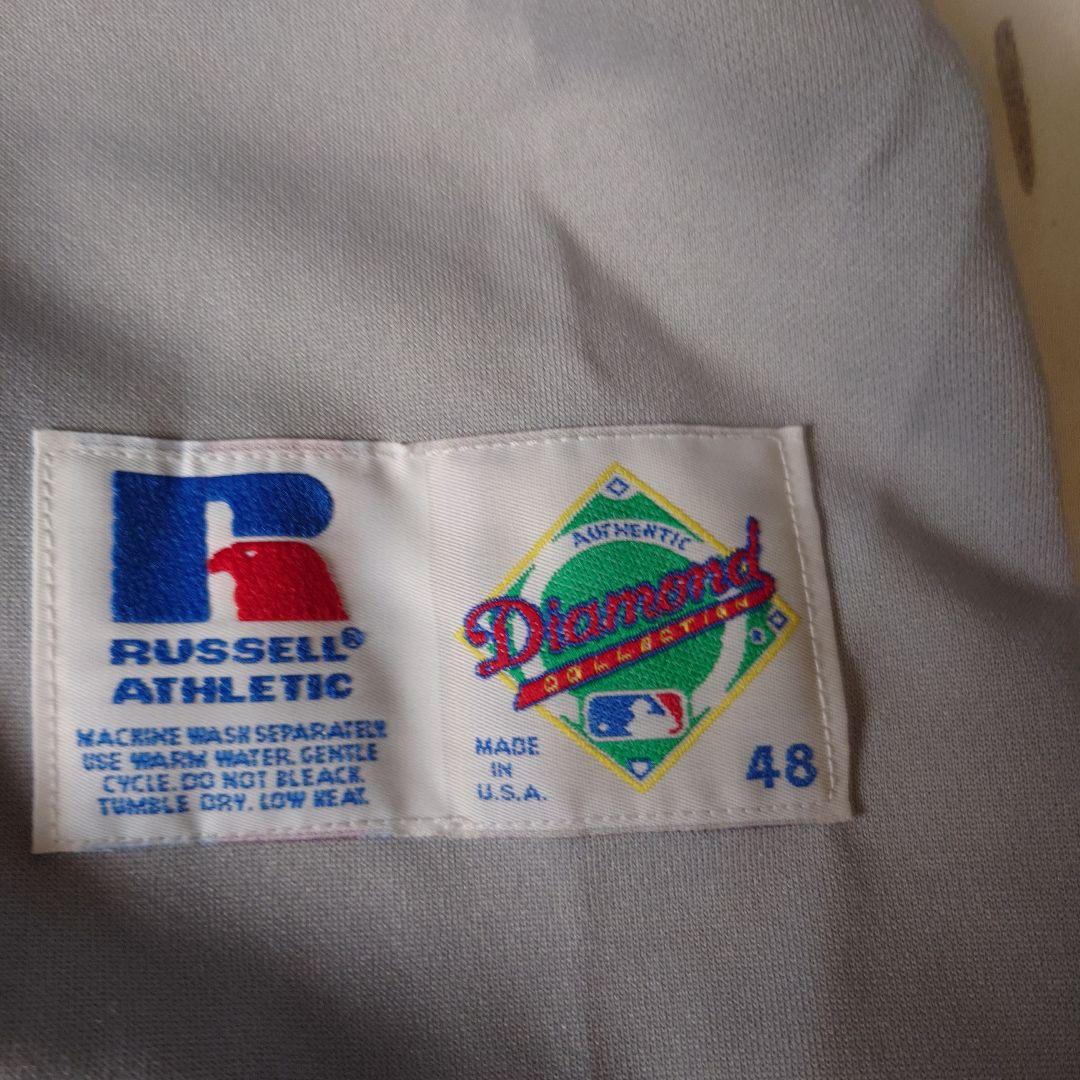 RUSSELL®
ATHLETIC
MACHINE WASH SEPARATELY.
USE WARM WATER. GENTLE
CYCLE. DO NOT BLEACH.
TUMBLE DRY. LOW HEAT.
AUTHENTIC
Diamond
COLLECTION
®
MADE
IN
U.S.A.
48